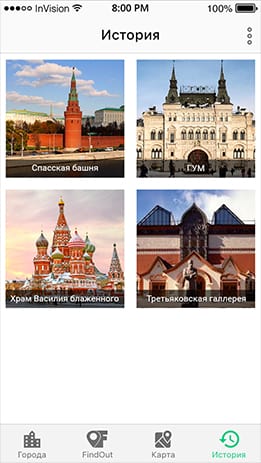 InVision 8:00 PM 100%
История
Спасская башня
ГУМ
Храм Василия блаженного
Третьяковская галлерея
Города FindOut Карта История